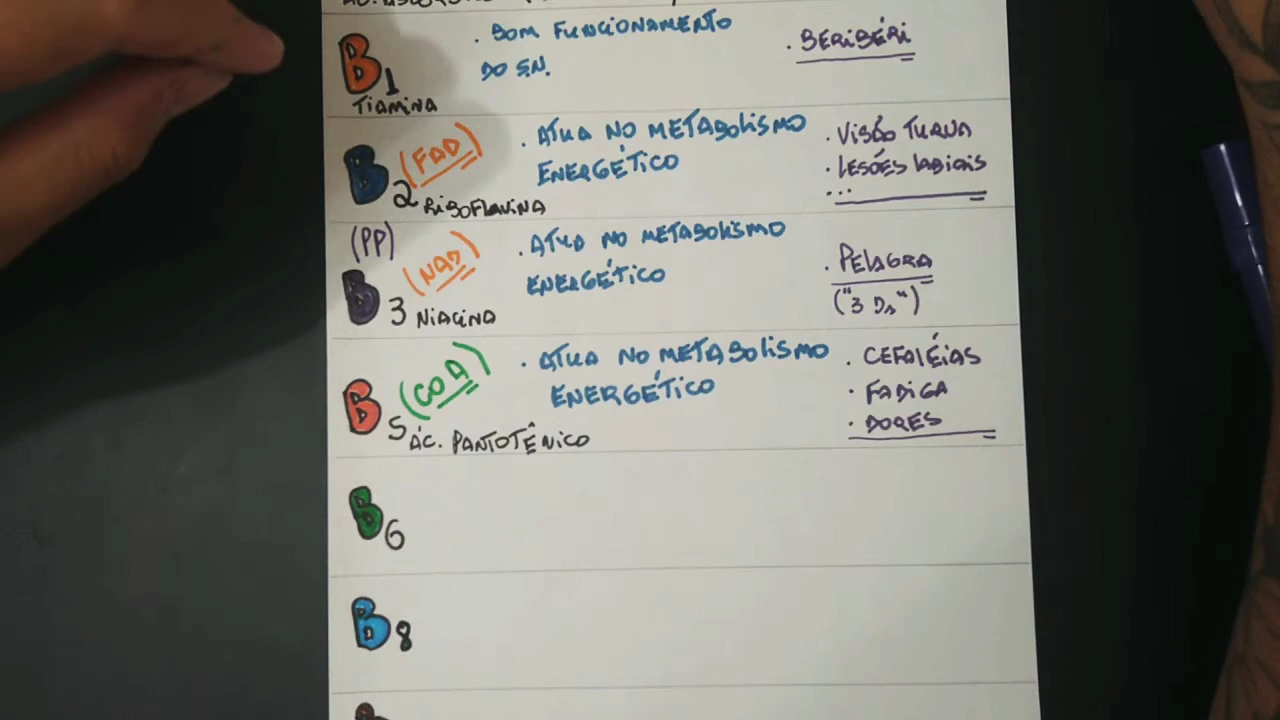 . BOM FUNCIONAMENTO
DO S.N.
. BERIBÉRI
B1
TIAMINA
B2 (FAD)
RIBOFLAVINA
. ATUA NO METABOLISMO
ENERGÉTICO
. VISÃO TURVA
. LESÕES LABIAIS
. ...
(PP)
B3 (NAD)
NIACINA
. ATUA NO METABOLISMO
ENERGÉTICO
. PELAGRA
("3 Ds")
B5 (COA)
ÁC. PANTOTÊNICO
. ATUA NO METABOLISMO
ENERGÉTICO
. CEFALÉIAS
. FADIGA
. DORES
B6
B8